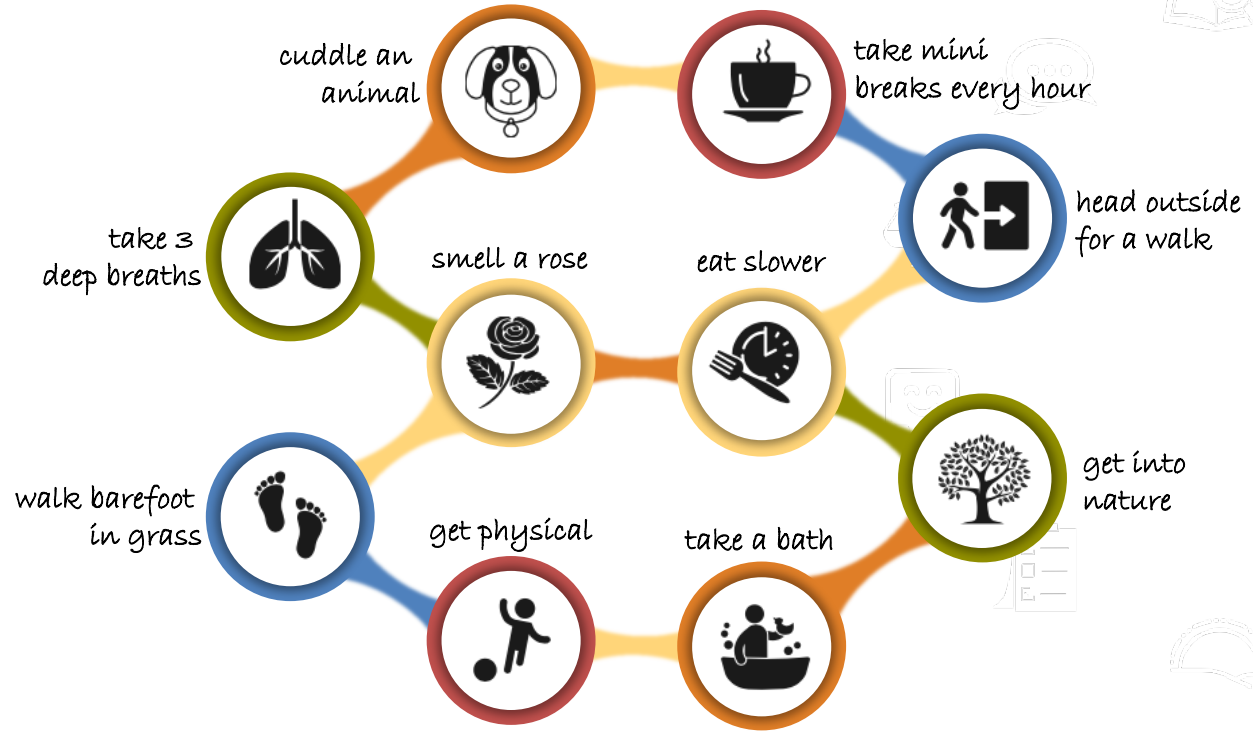 cuddle an
animal
take mini
breaks every hour
head outside
for a walk
take 3
deep breaths
smell a rose
eat slower
get into
nature
walk barefoot
in grass
get physical
take a bath